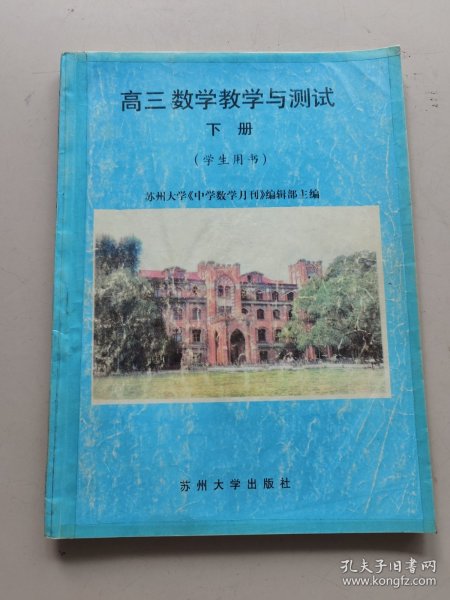 高三数学教学与测试
下册
(学生用书)
苏州大学《中学数学月刊》编辑部主编
苏州大学出版社
孔夫子旧书网
www.kongfz.com